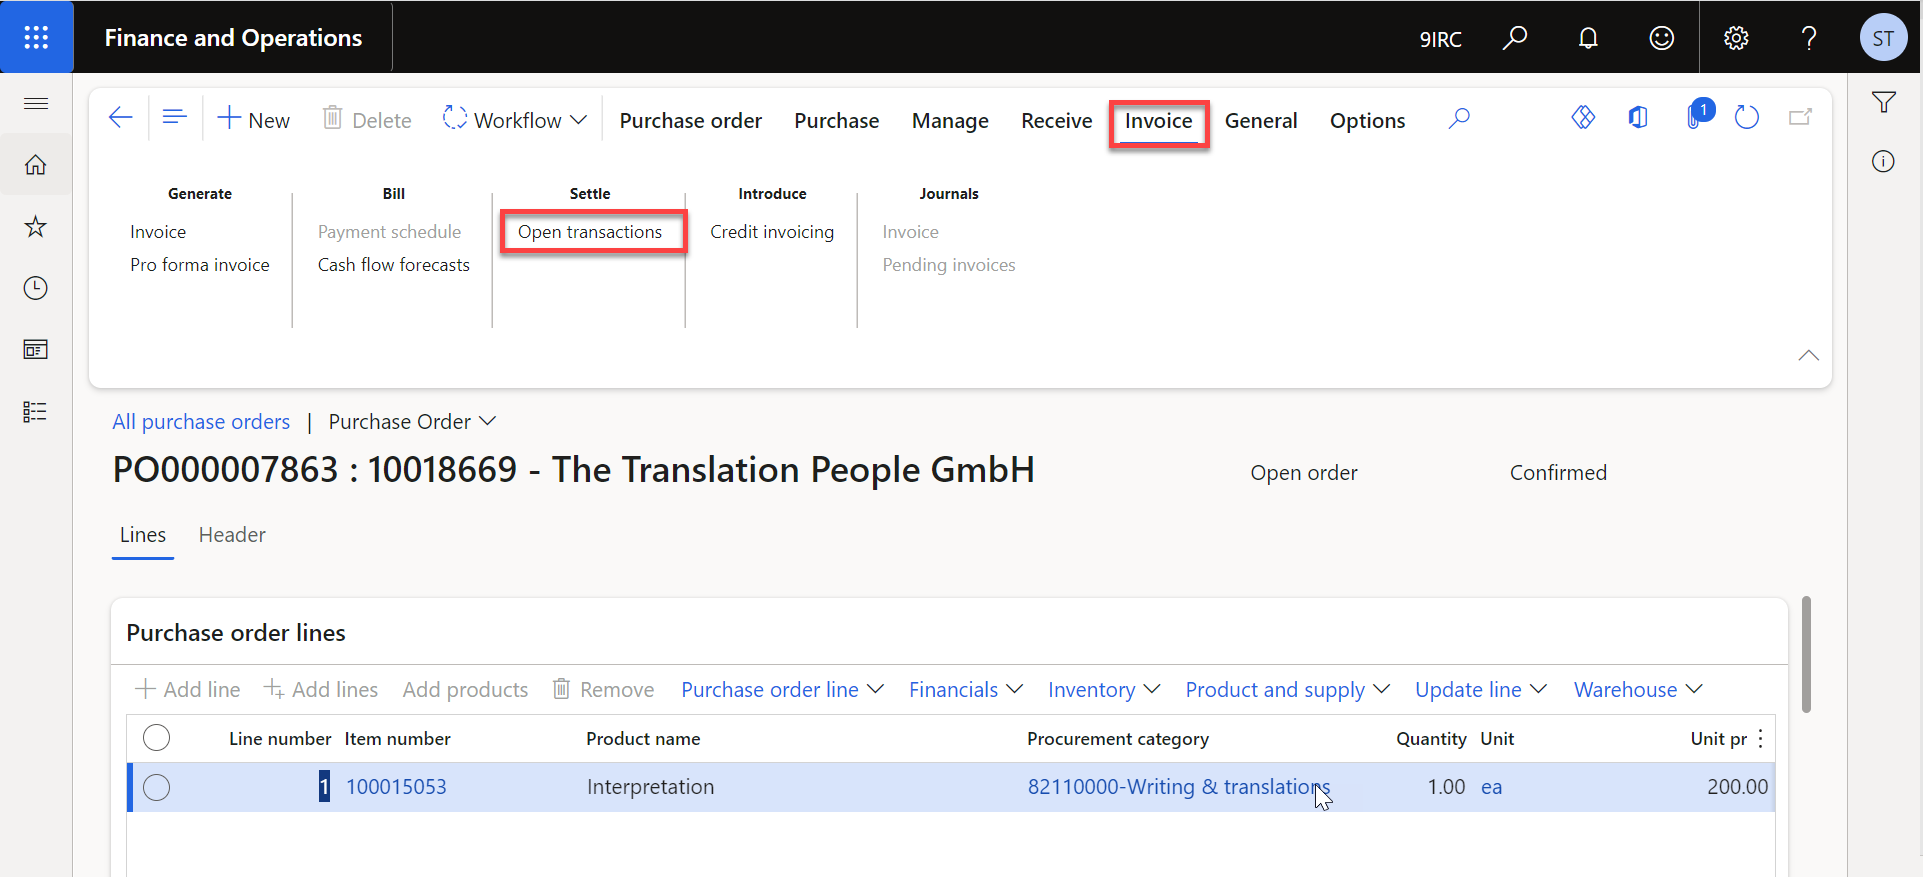 Finance and Operations
9IRC
ST
New
Delete
Workflow
Purchase order
Purchase
Manage
Receive
Invoice
General
Options
1
Generate
Bill
Settle
Introduce
Journals
Invoice
Payment schedule
Open transactions
Credit invoicing
Invoice
Pro forma invoice
Cash flow forecasts
Pending invoices
All purchase orders | Purchase Order
PO000007863 : 10018669 - The Translation People GmbH
Open order
Confirmed
Lines
Header
Purchase order lines
Add line
Add lines
Add products
Remove
Purchase order line
Financials
Inventory
Product and supply
Update line
Warehouse
Line number
Item number
Product name
Procurement category
Quantity
Unit
Unit pr
1
100015053
Interpretation
82110000-Writing & translations
1.00
ea
200.00